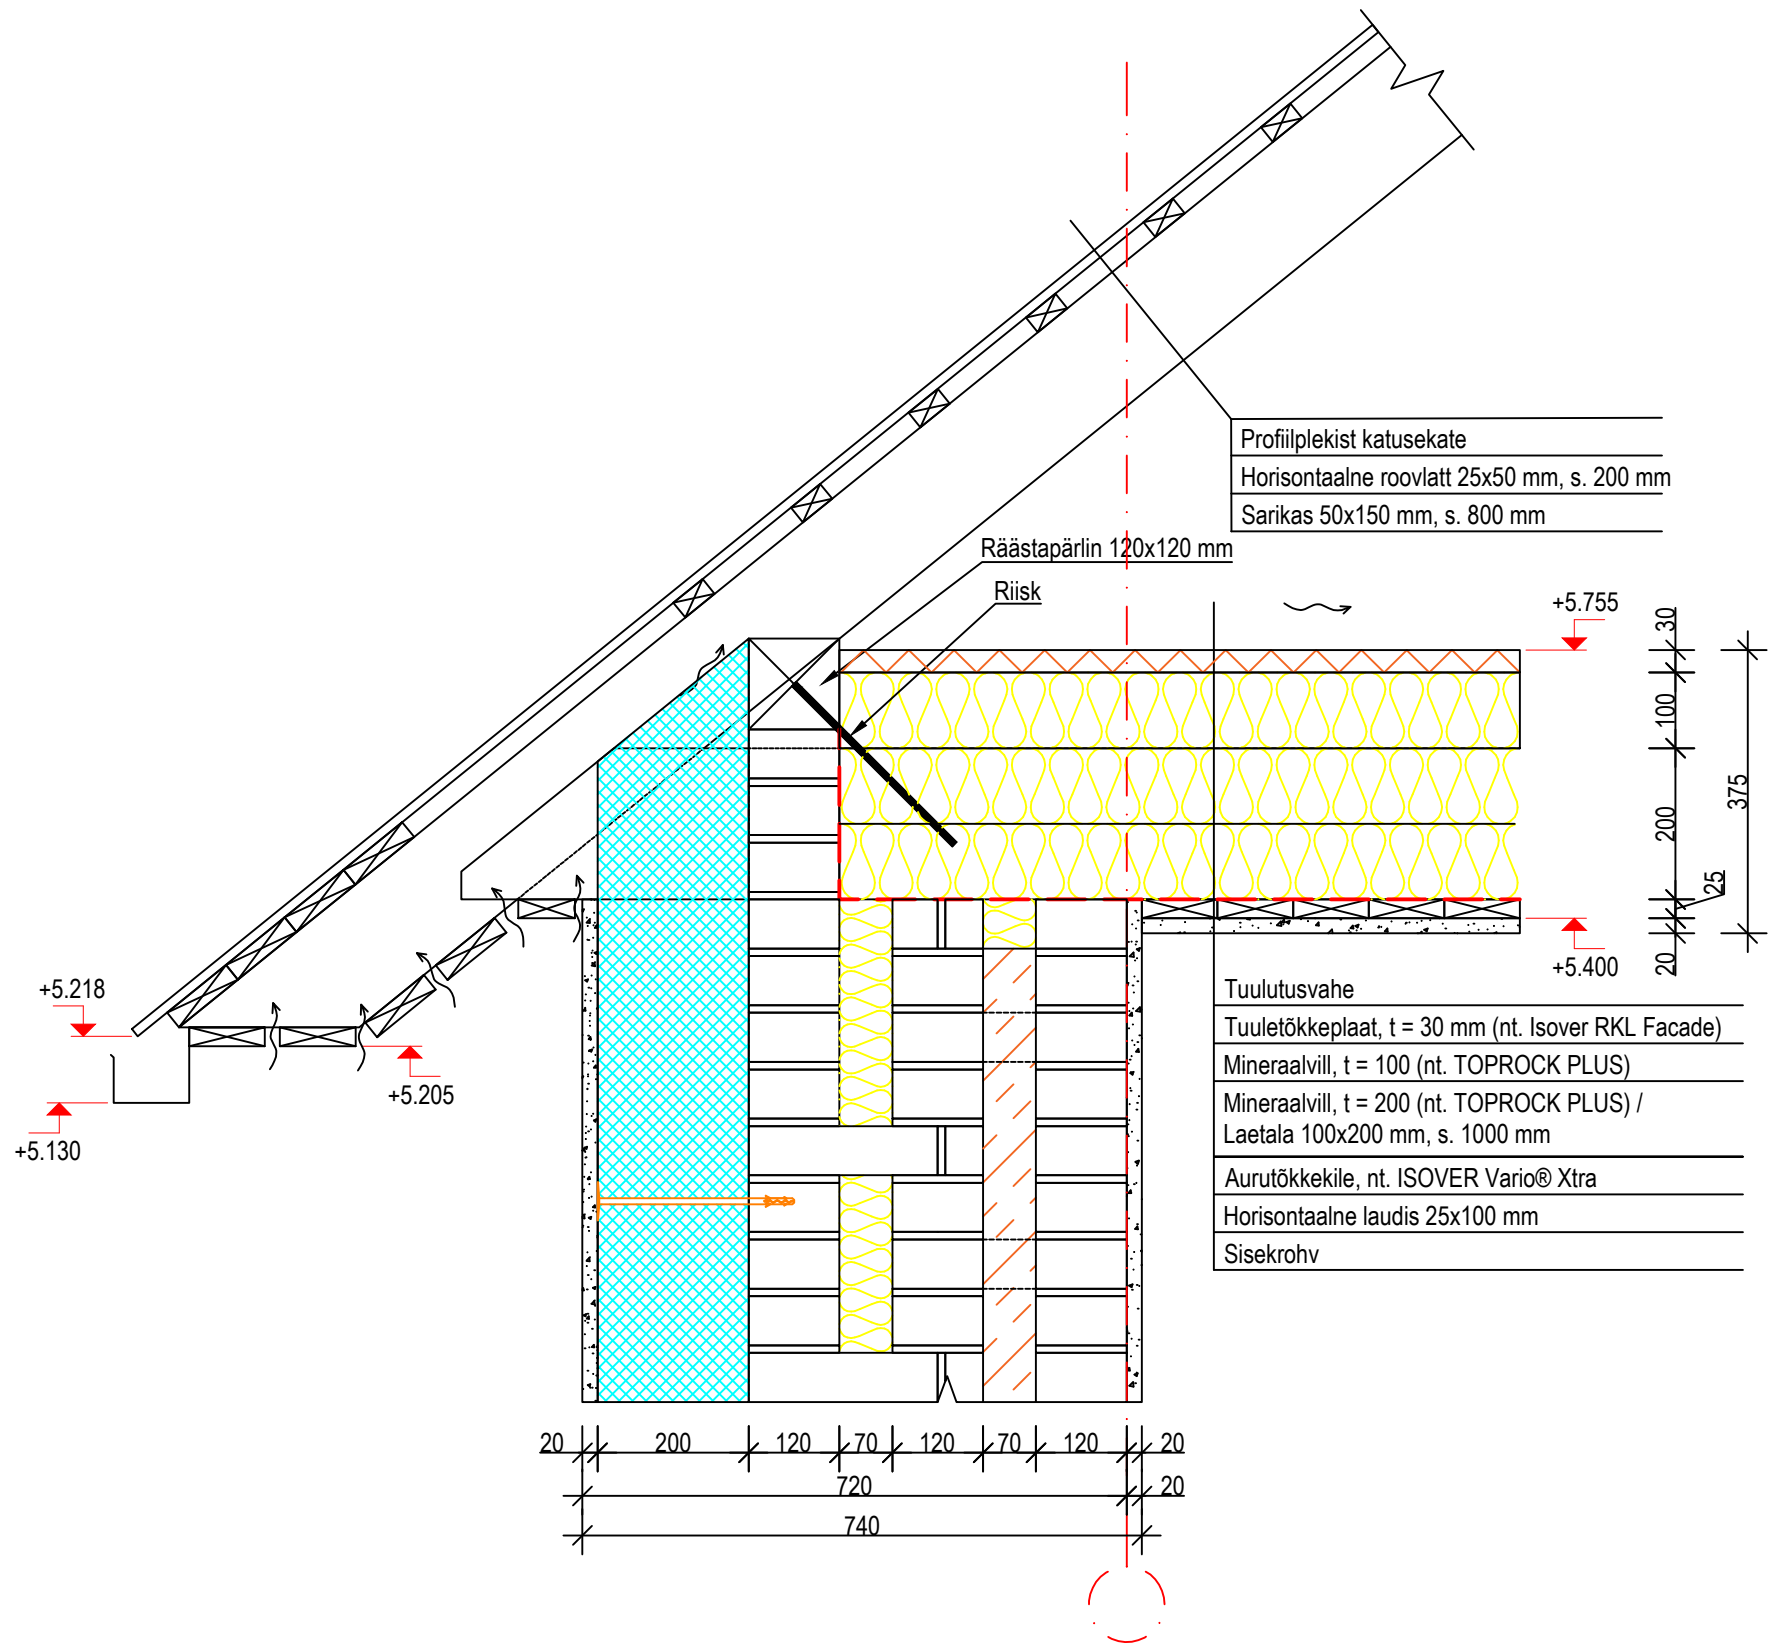 Profiilplekist katusekate
Horisontaalne roovlatt 25x50 mm, s. 200 mm
Sarikas 50x150 mm, s. 800 mm
Räästapärlin 120x120 mm
Riisk
+5.755
30
100
200
375
25
20
+5.400
+5.218
+5.205
+5.130
Tuulutusvahe
Tuuletõkkeplaat, t = 30 mm (nt. Isover RKL Facade)
Mineraalvill, t = 100 (nt. TOPROCK PLUS)
Mineraalvill, t = 200 (nt. TOPROCK PLUS) /
Laetala 100x200 mm, s. 1000 mm
Aurutõkkekile, nt. ISOVER Vario® Xtra
Horisontaalne laudis 25x100 mm
Sisekrohv
20 200 120 70 120 70 120 20
720 20
740